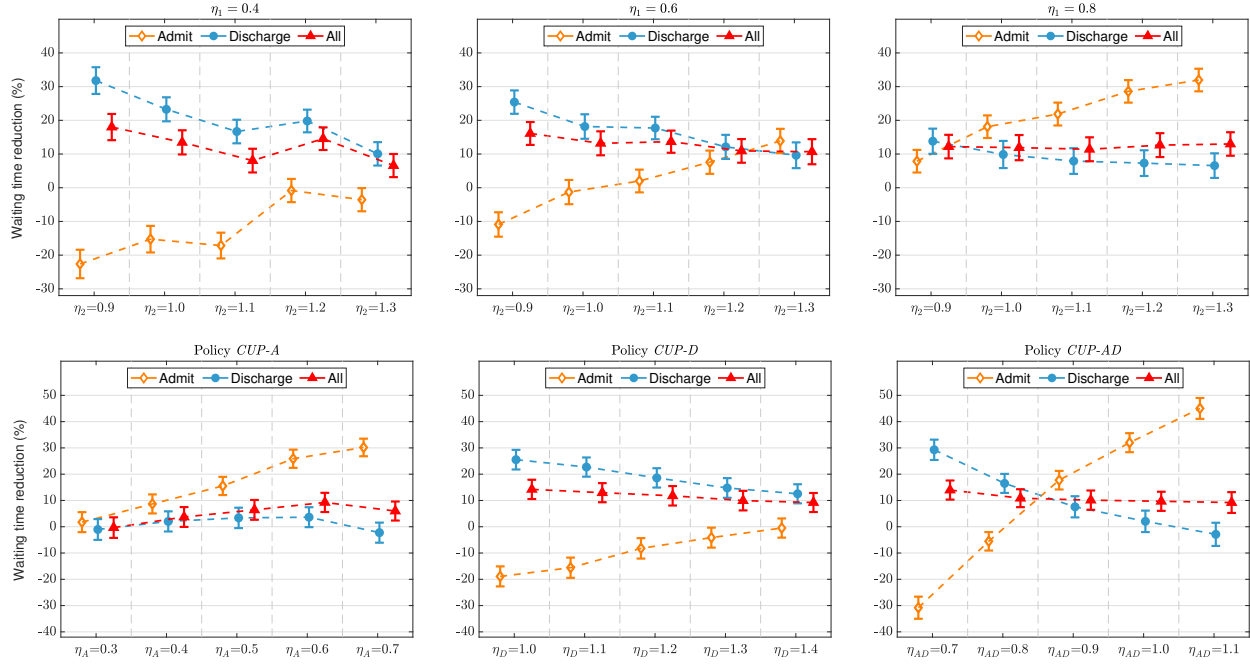 η1 = 0.4
Waiting time reduction (%)
Admit Discharge All
40
30
20
10
0
-10
-20
-30
η2=0.9 η2=1.0 η2=1.1 η2=1.2 η2=1.3
η1 = 0.6
Admit Discharge All
40
30
20
10
0
-10
-20
-30
η2=0.9 η2=1.0 η2=1.1 η2=1.2 η2=1.3
η1 = 0.8
Admit Discharge All
40
30
20
10
0
-10
-20
-30
η2=0.9 η2=1.0 η2=1.1 η2=1.2 η2=1.3
Policy CUP-A
Waiting time reduction (%)
Admit Discharge All
50
40
30
20
10
0
-10
-20
-30
-40
ηA=0.3 ηA=0.4 ηA=0.5 ηA=0.6 ηA=0.7
Policy CUP-D
Admit Discharge All
50
40
30
20
10
0
-10
-20
-30
-40
ηD=1.0 ηD=1.1 ηD=1.2 ηD=1.3 ηD=1.4
Policy CUP-AD
Admit Discharge All
50
40
30
20
10
0
-10
-20
-30
-40
ηAD=0.7 ηAD=0.8 ηAD=0.9 ηAD=1.0 ηAD=1.1